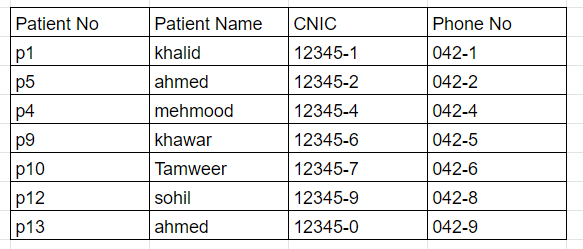 Patient No Patient Name CNIC Phone No
p1 khalid 12345-1 042-1
p5 ahmed 12345-2 042-2
p4 mehmood 12345-4 042-4
p9 khawar 12345-6 042-5
p10 Tamweer 12345-7 042-6
p12 sohil 12345-9 042-8
p13 ahmed 12345-0 042-9